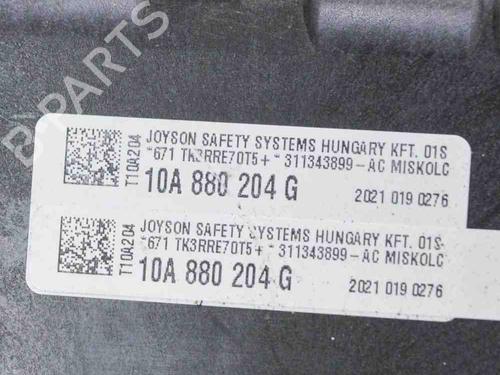 JOYSON SAFETY SYSTEMS HUNGARY KFT. 01S
*671 TK3RRE70T5+ * 311343899-AC MISKOLC
10A 880 204 G 2021 019 0276
T10A204
JOYSON SAFETY SYSTEMS HUNGARY KFT. 01S
*671 TK3RRE70T5+ * 311343899-AC MISKOLC
10A 880 204 G 2021 019 0276
T10A204
B-PARTS